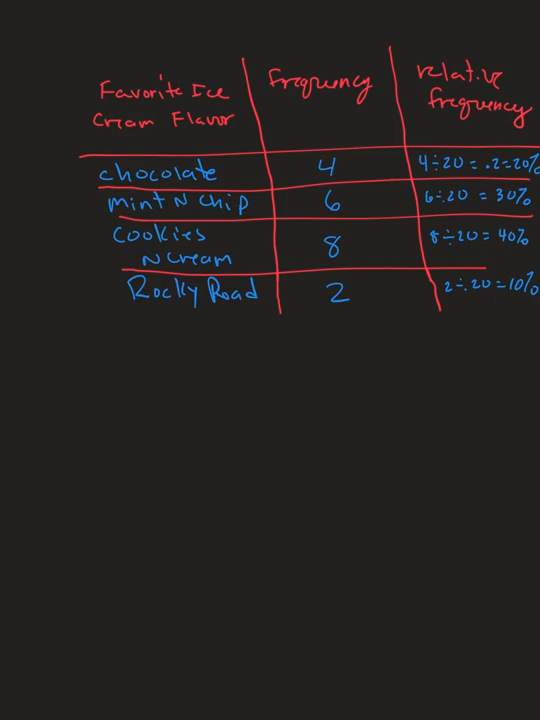 Favorite Ice
Cream Flavor
frequency
relative
frequency
chocolate
4
4÷20 = .2=20%
Mint N Chip
6
6÷20 = 30%
Cookies
N Cream
8
8÷20 = 40%
Rocky Road
2
2÷20=10%